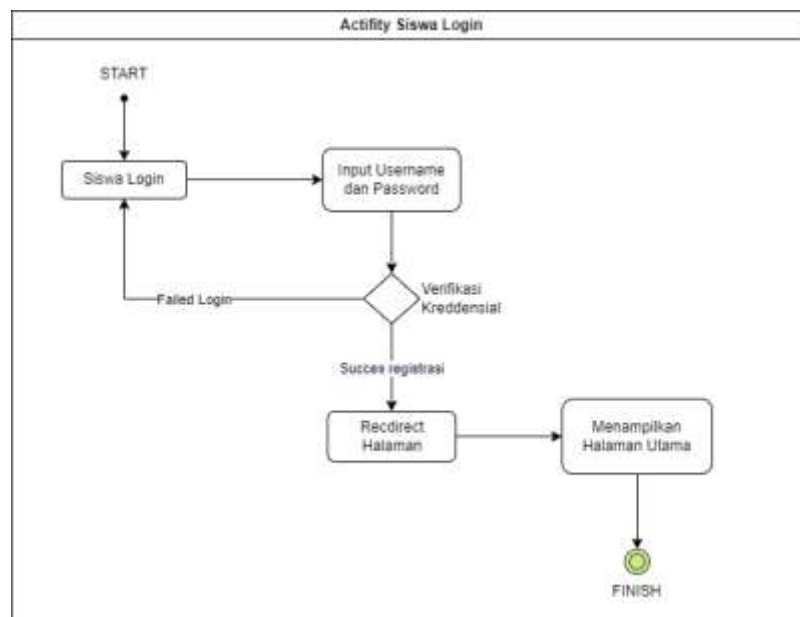 Actifity Siswa Login
START
Siswa Login
Input Username
dan Password
Verifikasi
Kreddensial
Failed Login
Succes registrasi
Recdirect
Halaman
Menampilkan
Halaman Utama
FINISH